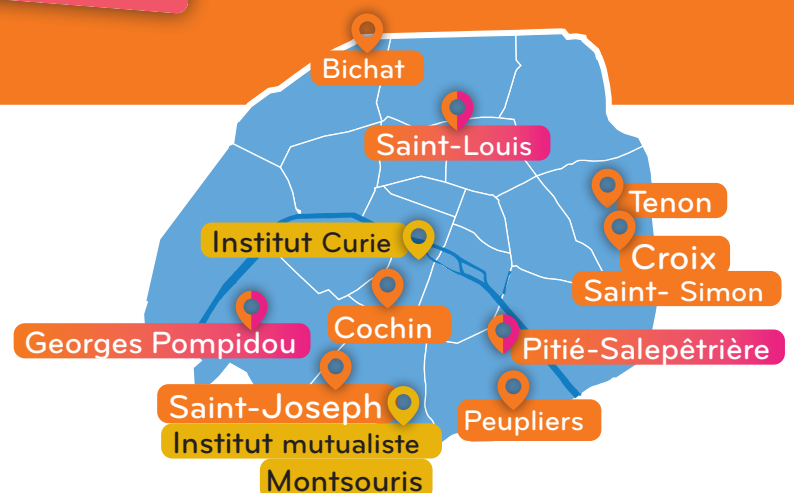 Bichat
Saint-Louis
Tenon
Institut Curie
Croix
Saint- Simon
Cochin
Georges Pompidou
Pitié-Salepêtrière
Saint-Joseph
Peupliers
Institut mutualiste
Montsouris